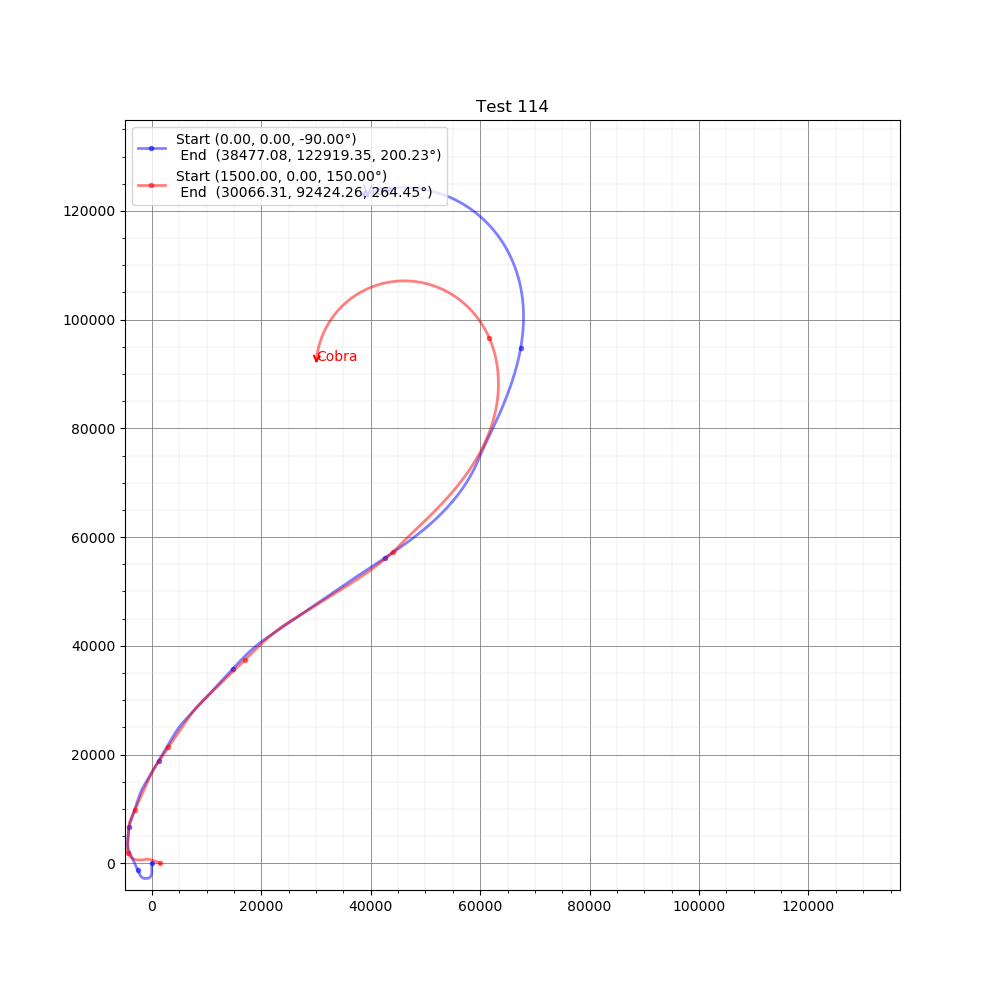 Test 114
Start (0.00, 0.00, -90.00°)
End (38477.08, 122919.35, 200.23°)
Start (1500.00, 0.00, 150.00°)
End (30066.31, 92424.26, 264.45°)
Cobra
120000
100000
80000
60000
40000
20000
0
0 20000 40000 60000 80000 100000 120000